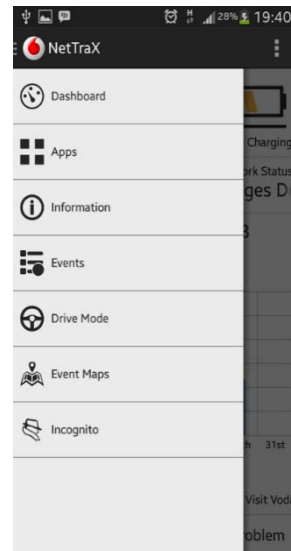 28% 19:40
NetTraX
Dashboard
Charging
Apps
ork Status
ges D
Information
3
Events
Drive Mode
Event Maps
Incognito
h 31st
Visit Voda
oblem